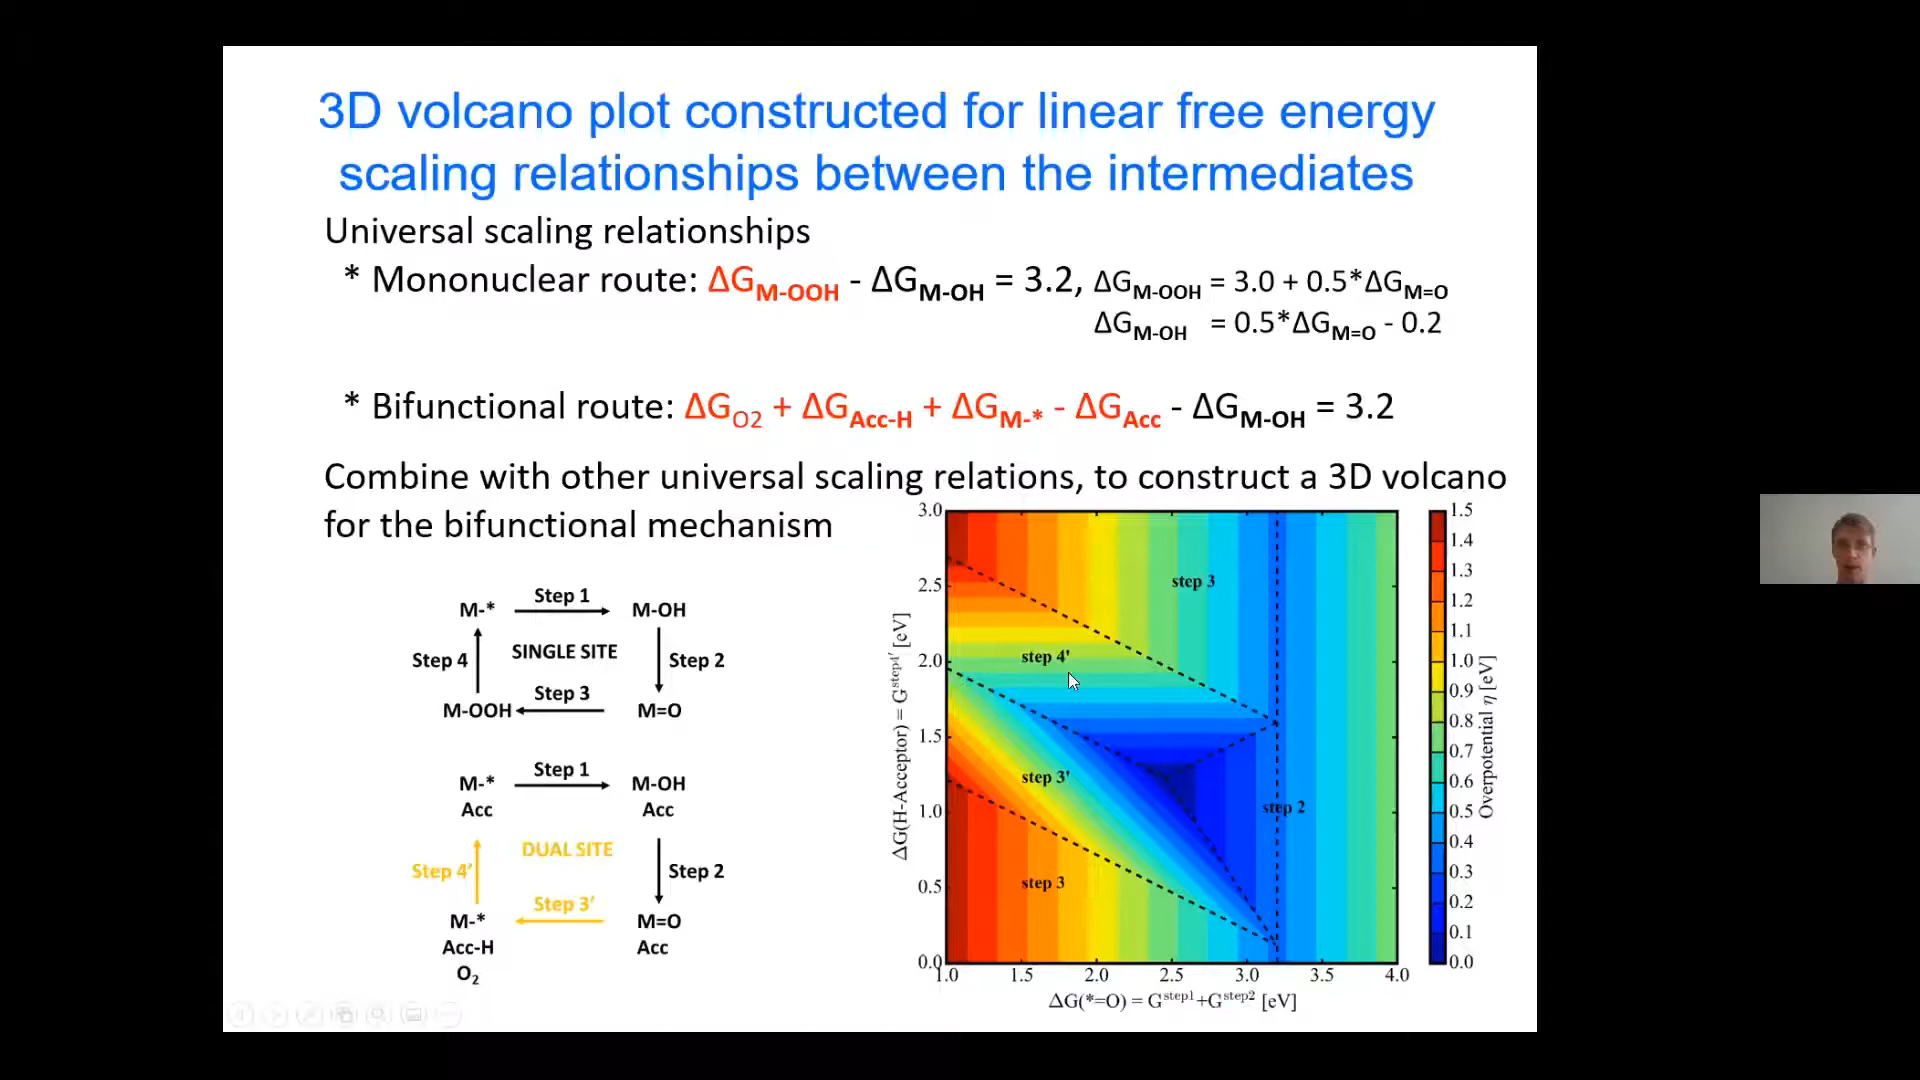 3D volcano plot constructed for linear free energy
scaling relationships between the intermediates
Universal scaling relationships
* Mononuclear route: ΔG_M-OOH - ΔG_M-OH = 3.2, ΔG_M-OOH = 3.0 + 0.5*ΔG_M=O
ΔG_M-OH = 0.5*ΔG_M=O - 0.2
* Bifunctional route: ΔG_O2 + ΔG_Acc-H + ΔG_M-* - ΔG_Acc - ΔG_M-OH = 3.2
Combine with other universal scaling relations, to construct a 3D volcano
for the bifunctional mechanism
M-* Step 1 M-OH
Step 4 SINGLE SITE Step 2
M-OOH Step 3 M=O
M-* Step 1 M-OH
Acc Acc
Step 4' DUAL SITE Step 2
M-* Step 3' M=O
Acc-H Acc
O2
3.0
2.5
2.0
1.5
1.0
0.5
0.0
ΔG(H-Acceptor) = G^step4' [eV]
step 3
step 4'
step 3'
step 2
step 3
1.0 1.5 2.0 2.5 3.0 3.5 4.0
ΔG(*=O) = G^step1+G^step2 [eV]
1.5
1.4
1.3
1.2
1.1
1.0
0.9
0.8
0.7
0.6
0.5
0.4
0.3
0.2
0.1
0.0
Overpotential η [eV]